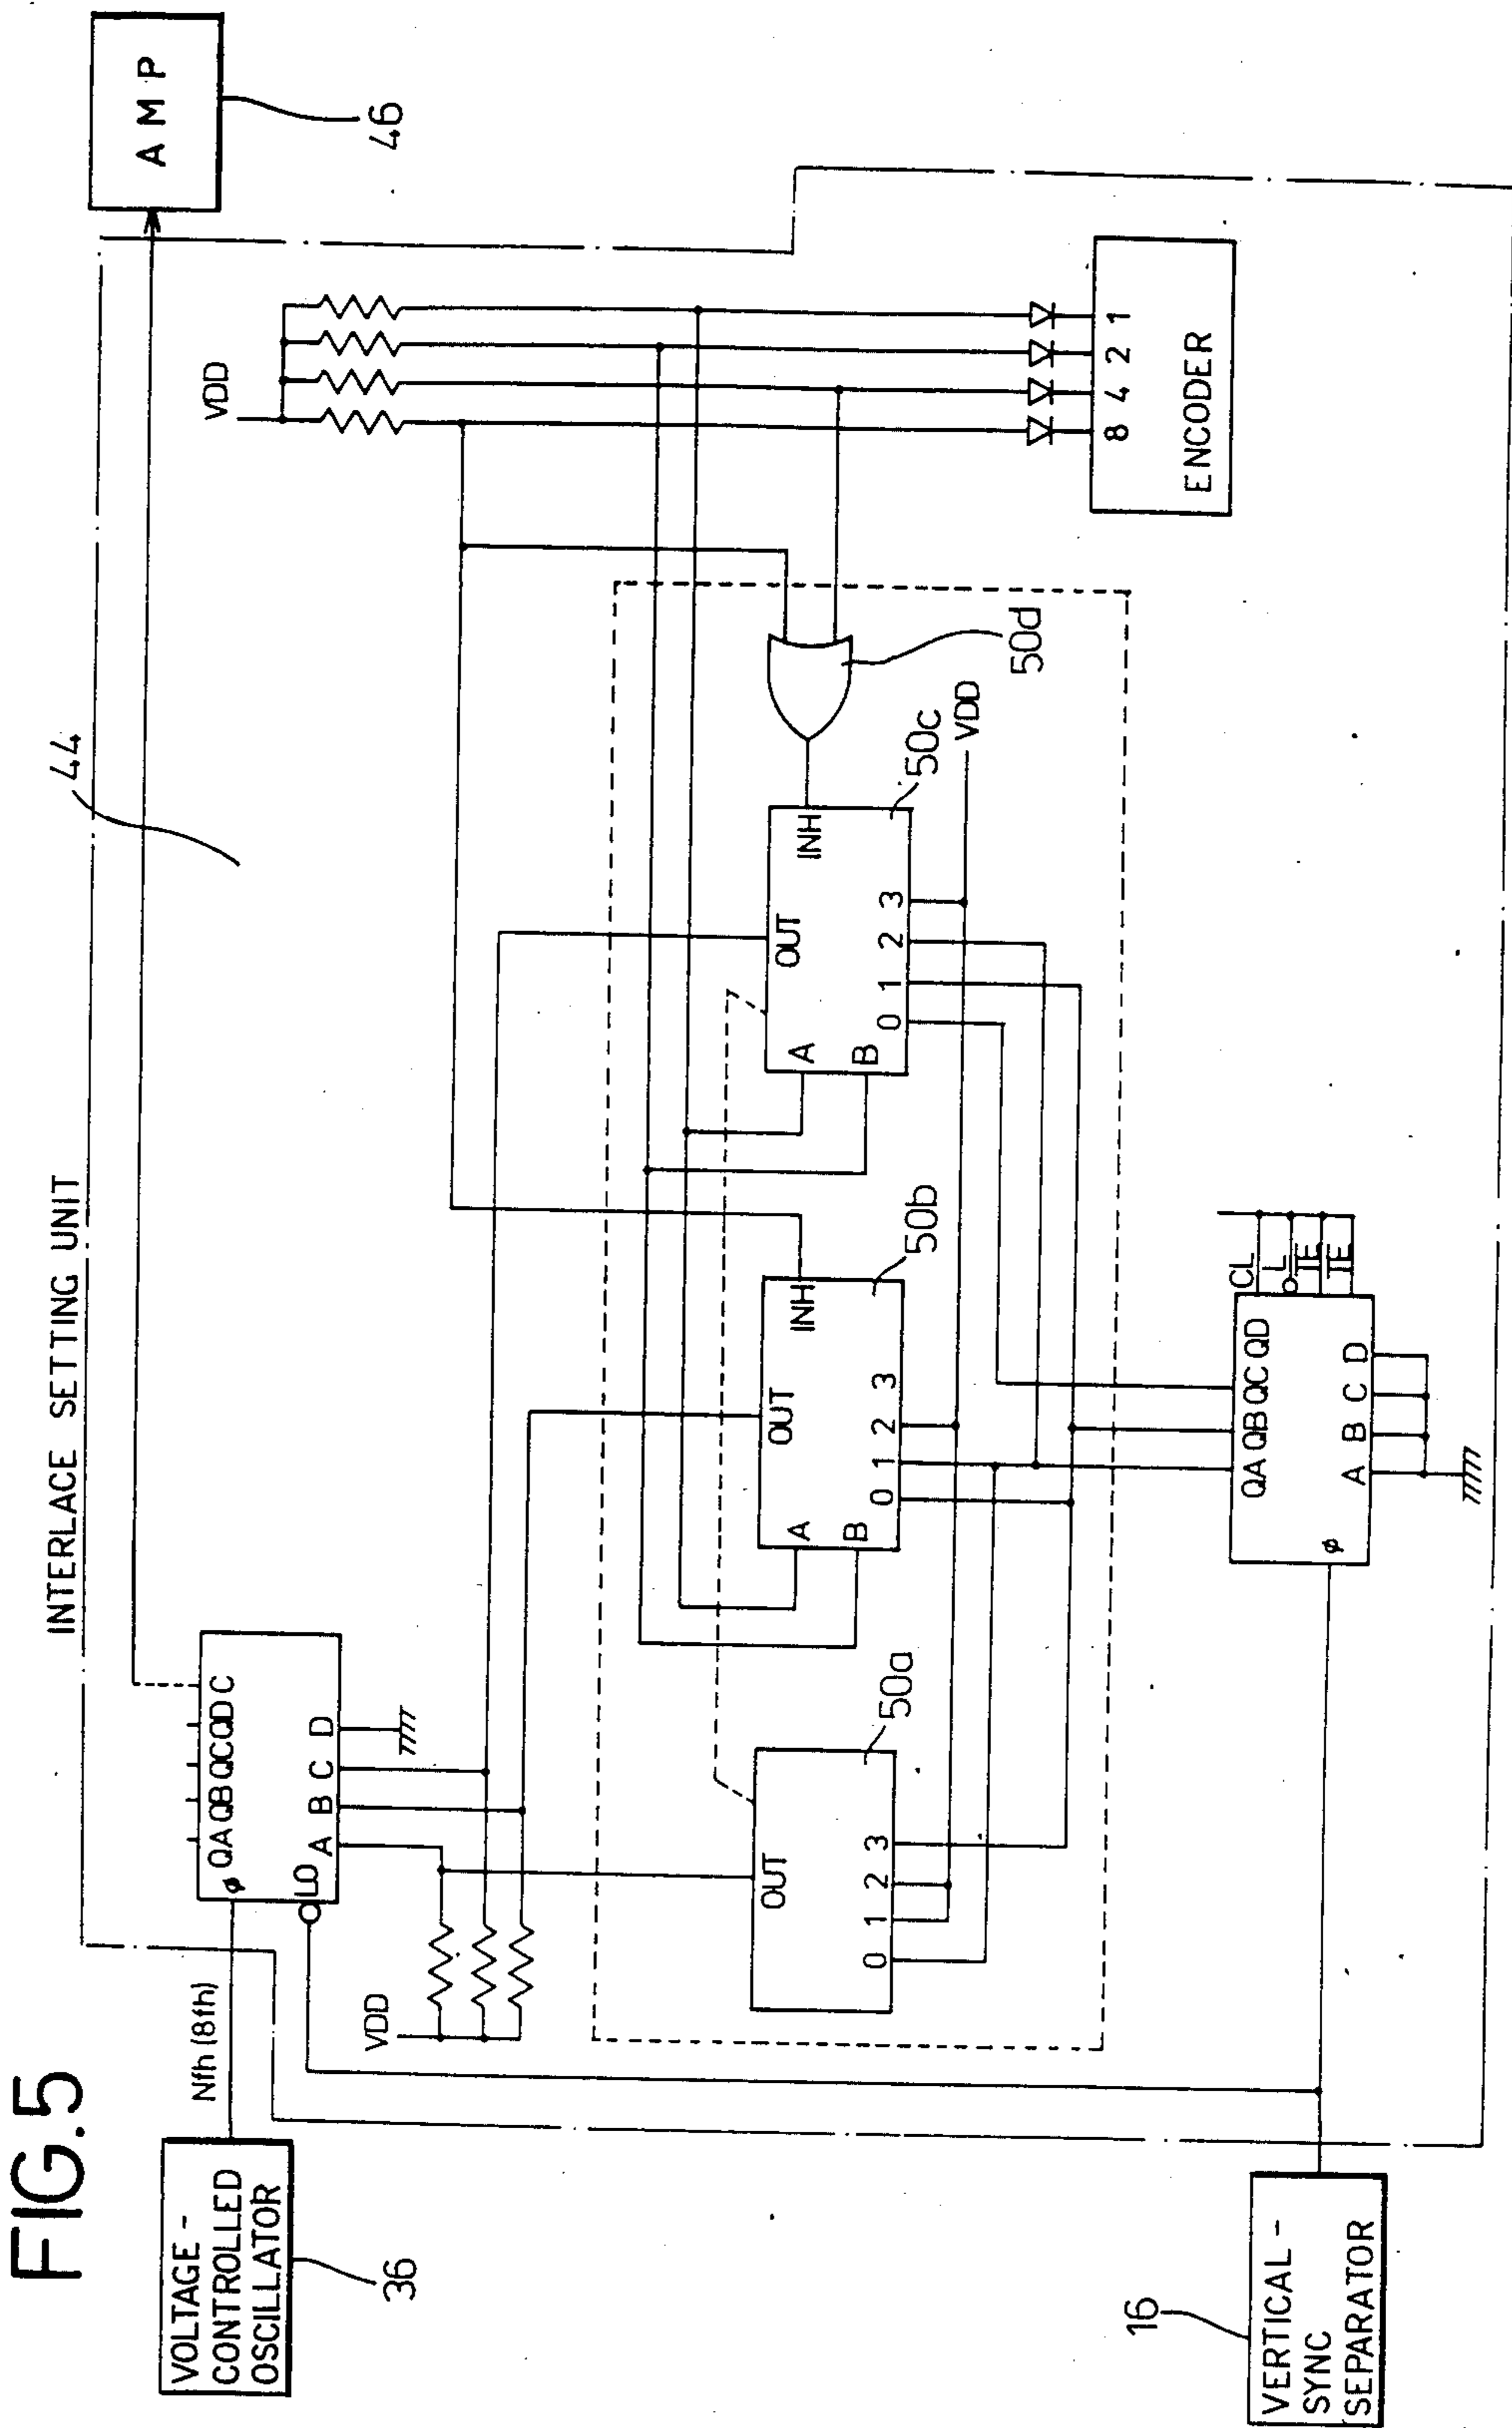 FIG.5
INTERLACE SETTING UNIT
44
VOLTAGE-
CONTROLLED
OSCILLATOR
36
Nfh (8fh)
φ QA QB QC QD C
LO A B C D
AMP
46
VDD
VDD
OUT
0 1 2 3
50a
A OUT INH
B
0 1 2 3
50b
A OUT INH
B
0 1 2 3
50c
VDD
50d
8 4 2 1
ENCODER
VERTICAL-
SYNC
SEPARATOR
16
QA QB QC QD
φ A B C D
CL
L
IE
IE